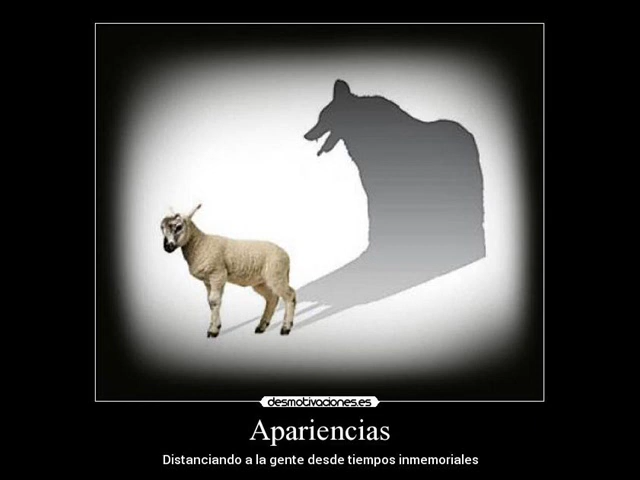 desmotivaciones.es
Apariencias
Distanciando a la gente desde tiempos inmemoriales